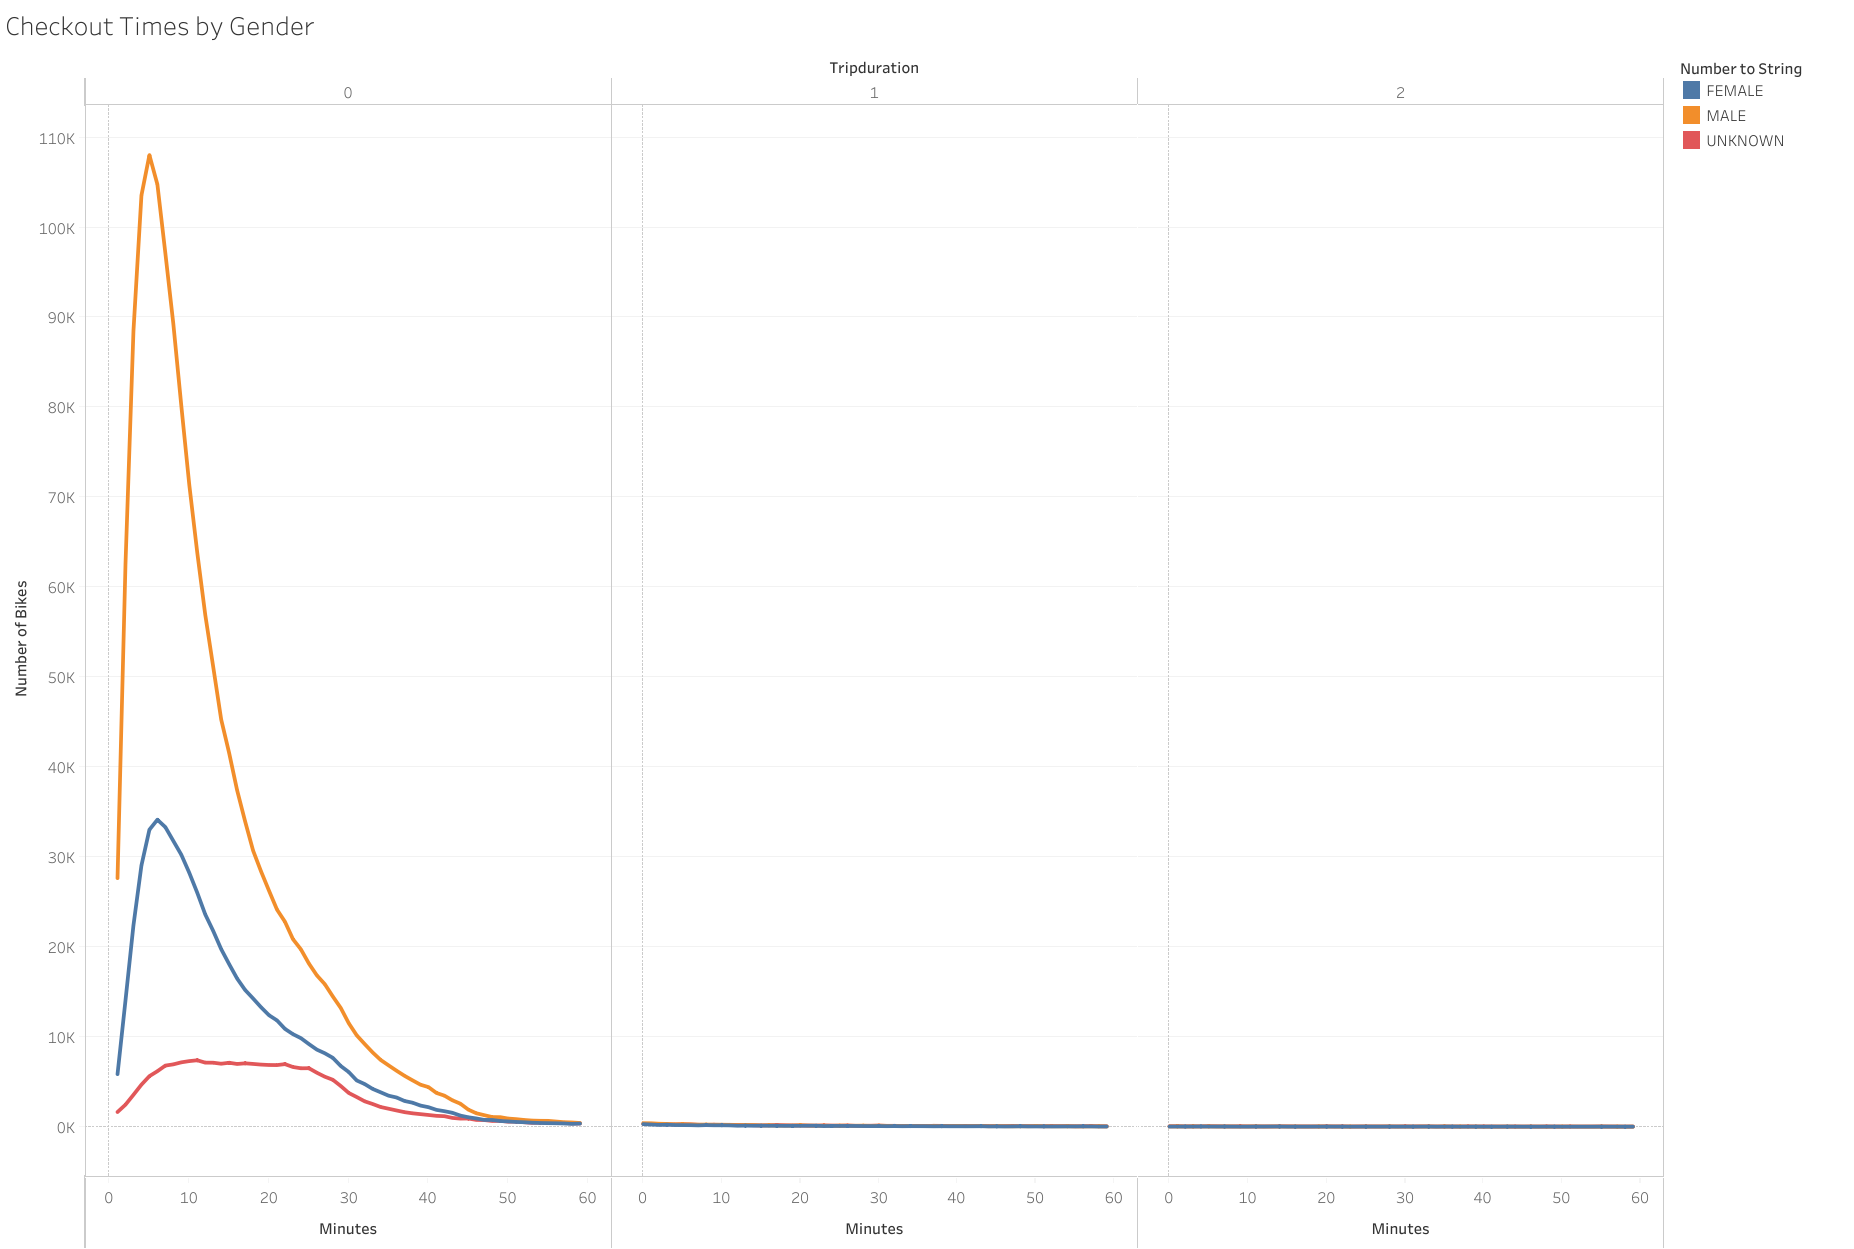 Checkout Times by Gender
Tripduration
0 1 2
Number to String
FEMALE
MALE
UNKNOWN
110K
100K
90K
80K
70K
60K
50K
40K
30K
20K
10K
0K
Number of Bikes
0 10 20 30 40 50 60 0 10 20 30 40 50 60 0 10 20 30 40 50 60
Minutes Minutes Minutes